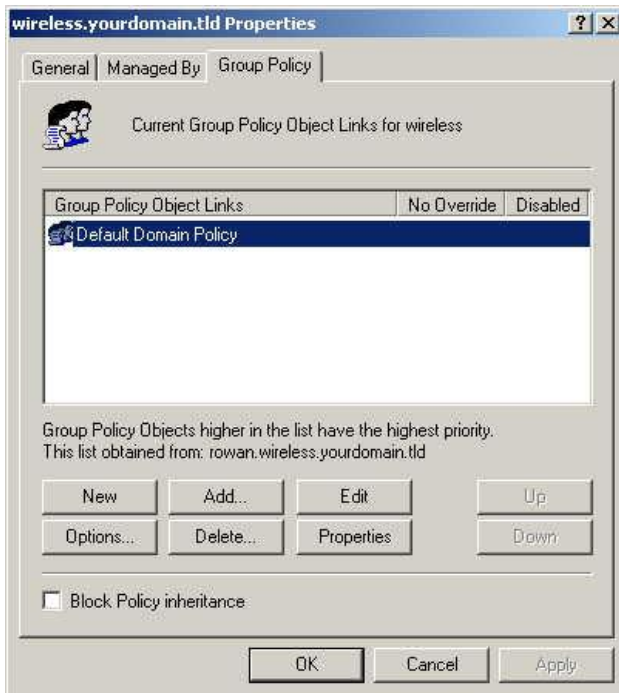 wireless.yourdomain.tld Properties
General Managed By Group Policy
Current Group Policy Object Links for wireless
Group Policy Object Links No Override Disabled
Default Domain Policy
Group Policy Objects higher in the list have the highest priority.
This list obtained from: rowan.wireless.yourdomain.tld
New Add... Edit Up
Options... Delete... Properties Down
Block Policy inheritance
OK Cancel Apply